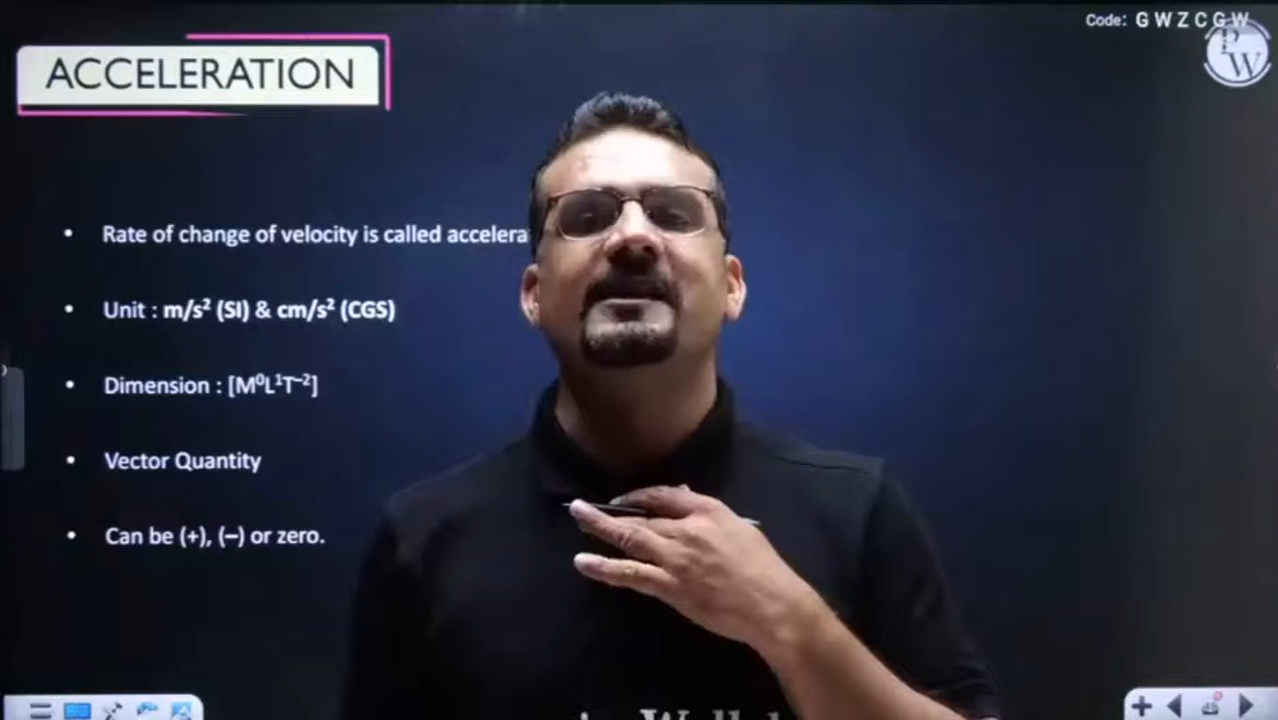 Code: G W Z C G W
PW
ACCELERATION
• Rate of change of velocity is called accelera
• Unit : m/s² (SI) & cm/s² (CGS)
• Dimension : [M⁰L¹T⁻²]
• Vector Quantity
• Can be (+), (–) or zero.